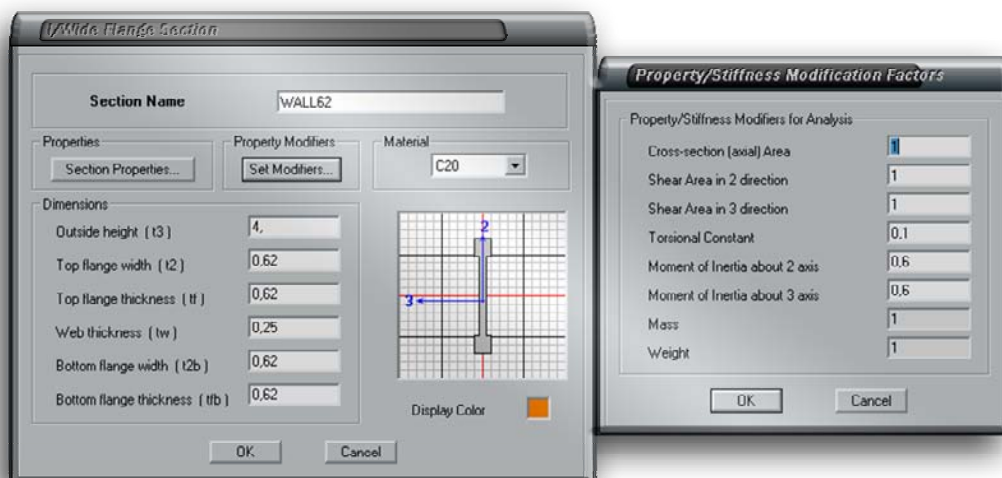 I/Wide Flange Section
Section Name WALL62
Properties
Section Properties...
Property Modifiers
Set Modifiers...
Material
C20
Dimensions
Outside height ( t3 ) 4,
Top flange width ( t2 ) 0,62
Top flange thickness ( tf ) 0,62
Web thickness ( tw ) 0,25
Bottom flange width ( t2b ) 0,62
Bottom flange thickness ( tfb ) 0,62
2
3
Display Color
OK Cancel
Property/Stiffness Modification Factors
Property/Stiffness Modifiers for Analysis
Cross-section (axial) Area 1
Shear Area in 2 direction 1
Shear Area in 3 direction 1
Torsional Constant 0,1
Moment of Inertia about 2 axis 0,6
Moment of Inertia about 3 axis 0,6
Mass 1
Weight 1
OK Cancel